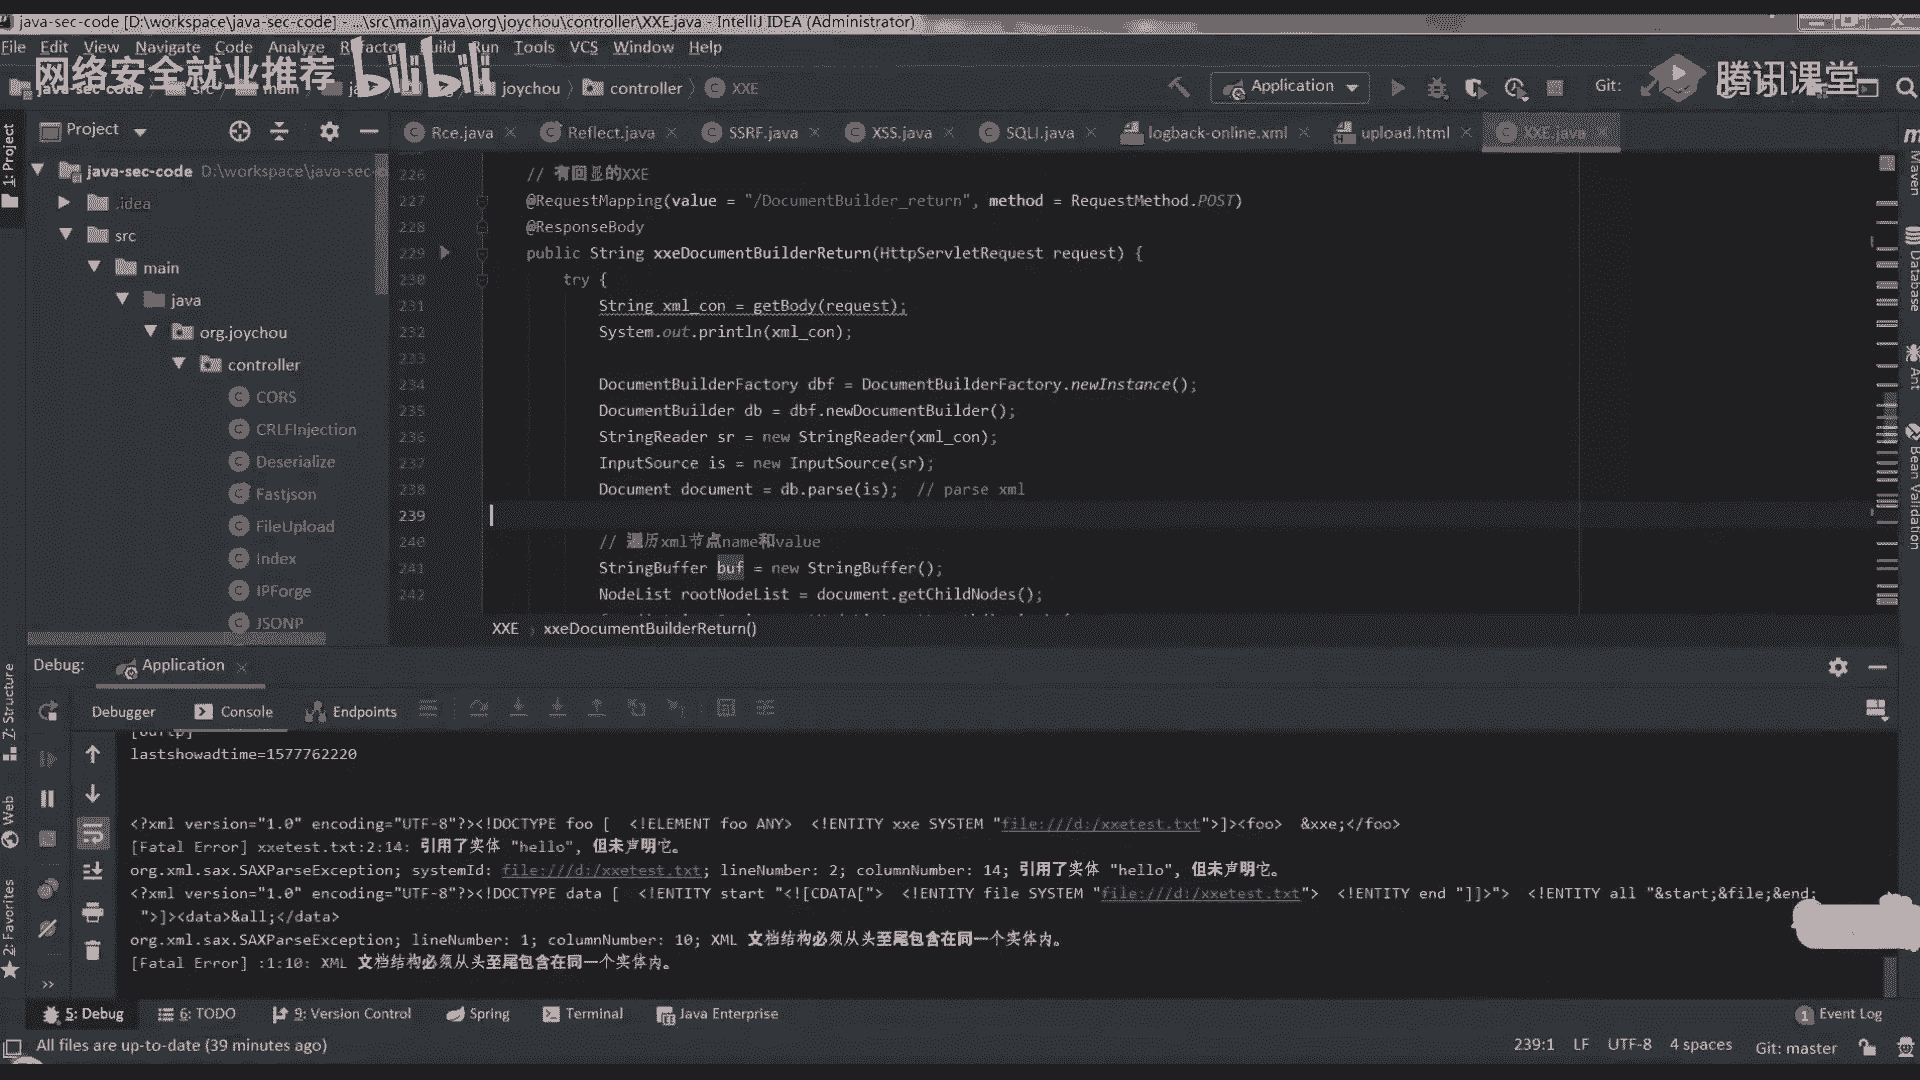 java-sec-code [D:\workspace\java-sec-code] - ...\src\main\java\org\joychou\controller\XXE.java - IntelliJ IDEA (Administrator)
File Edit View Navigate Code Analyze Refactor Build Run Tools VCS Window Help
网络安全就业推荐 bilibili
腾讯课堂
java-sec-code src main joychou controller XXE
Application
Git:
Project
Rce.java Reflect.java SSRF.java XSS.java SQLI.java logback-online.xml upload.html XXE.java
1: Project
java-sec-code D:\workspace\java-sec-
.idea
src
main
java
org.joychou
controller
CORS
CRLFInjection
Deserialize
Fastjson
FileUpload
Index
IPForge
JSONP
226 // 有回显的XXE
227 @RequestMapping(value = "/DocumentBuilder_return", method = RequestMethod.POST)
228 @ResponseBody
229 public String xxeDocumentBuilderReturn(HttpServletRequest request) {
230 try {
231 String xml_con = getBody(request);
232 System.out.println(xml_con);
233
234 DocumentBuilderFactory dbf = DocumentBuilderFactory.newInstance();
235 DocumentBuilder db = dbf.newDocumentBuilder();
236 StringReader sr = new StringReader(xml_con);
237 InputSource is = new InputSource(sr);
238 Document document = db.parse(is); // parse xml
239
240 // 遍历xml节点name和value
241 StringBuffer buf = new StringBuffer();
242 NodeList rootNodeList = document.getChildNodes();
XXE xxeDocumentBuilderReturn()
Maven
Database
Ant
Bean Validation
Debug: Application
Debugger Console Endpoints
lastshowadtime=1577762220
<?xml version="1.0" encoding="UTF-8"?><!DOCTYPE foo [ <!ELEMENT foo ANY> <!ENTITY xxe SYSTEM "file:///d:/xxetest.txt">]><foo> &xxe;</foo>
[Fatal Error] xxetest.txt:2:14: 引用了实体 "hello", 但未声明它。
org.xml.sax.SAXParseException; systemId: file:///d:/xxetest.txt; lineNumber: 2; columnNumber: 14; 引用了实体 "hello", 但未声明它。
<?xml version="1.0" encoding="UTF-8"?><!DOCTYPE data [ <!ENTITY start "<![CDATA["> <!ENTITY file SYSTEM "file:///d:/xxetest.txt"> <!ENTITY end "]]>"> <!ENTITY all "&start;&file;&end;
">]><data>&all;</data>
org.xml.sax.SAXParseException; lineNumber: 1; columnNumber: 10; XML 文档结构必须从头至尾包含在同一个实体内。
[Fatal Error] :1:10: XML 文档结构必须从头至尾包含在同一个实体内。
Z: Structure
Web
2: Favorites
5: Debug 6: TODO 9: Version Control Spring Terminal Java Enterprise
1 Event Log
All files are up-to-date (39 minutes ago)
239:1 LF UTF-8 4 spaces Git: master